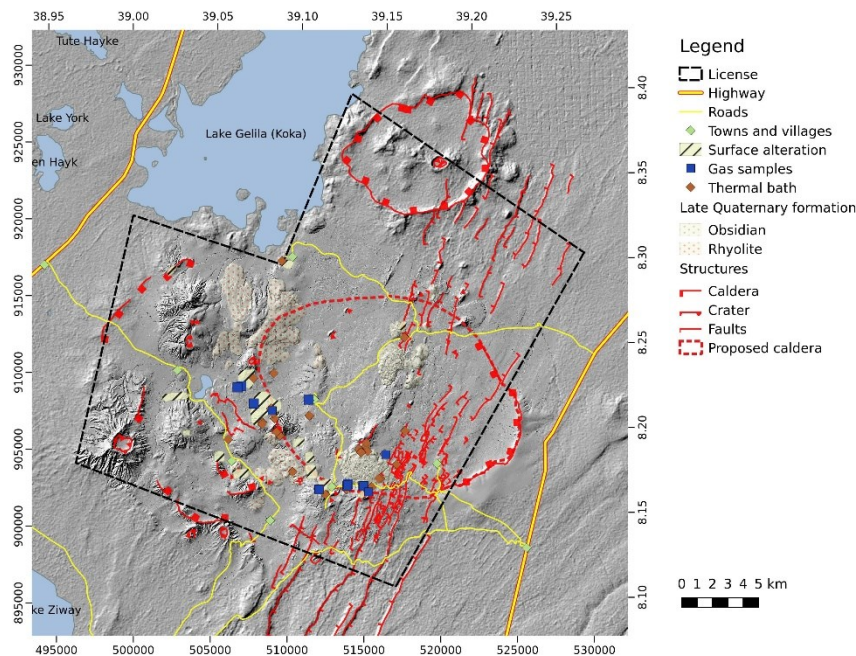 38.95 39.00 39.05 39.10 39.15 39.20 39.25
Tute Hayke
Lake York
en Hayk
Lake Gelila (Koka)
ke Ziway
930000
925000
920000
915000
910000
905000
900000
895000
8.40
8.35
8.30
8.25
8.20
8.15
8.10
495000 500000 505000 510000 515000 520000 525000 530000
Legend
License
Highway
Roads
Towns and villages
Surface alteration
Gas samples
Thermal bath
Late Quaternary formation
Obsidian
Rhyolite
Structures
Caldera
Crater
Faults
Proposed caldera
0 1 2 3 4 5 km